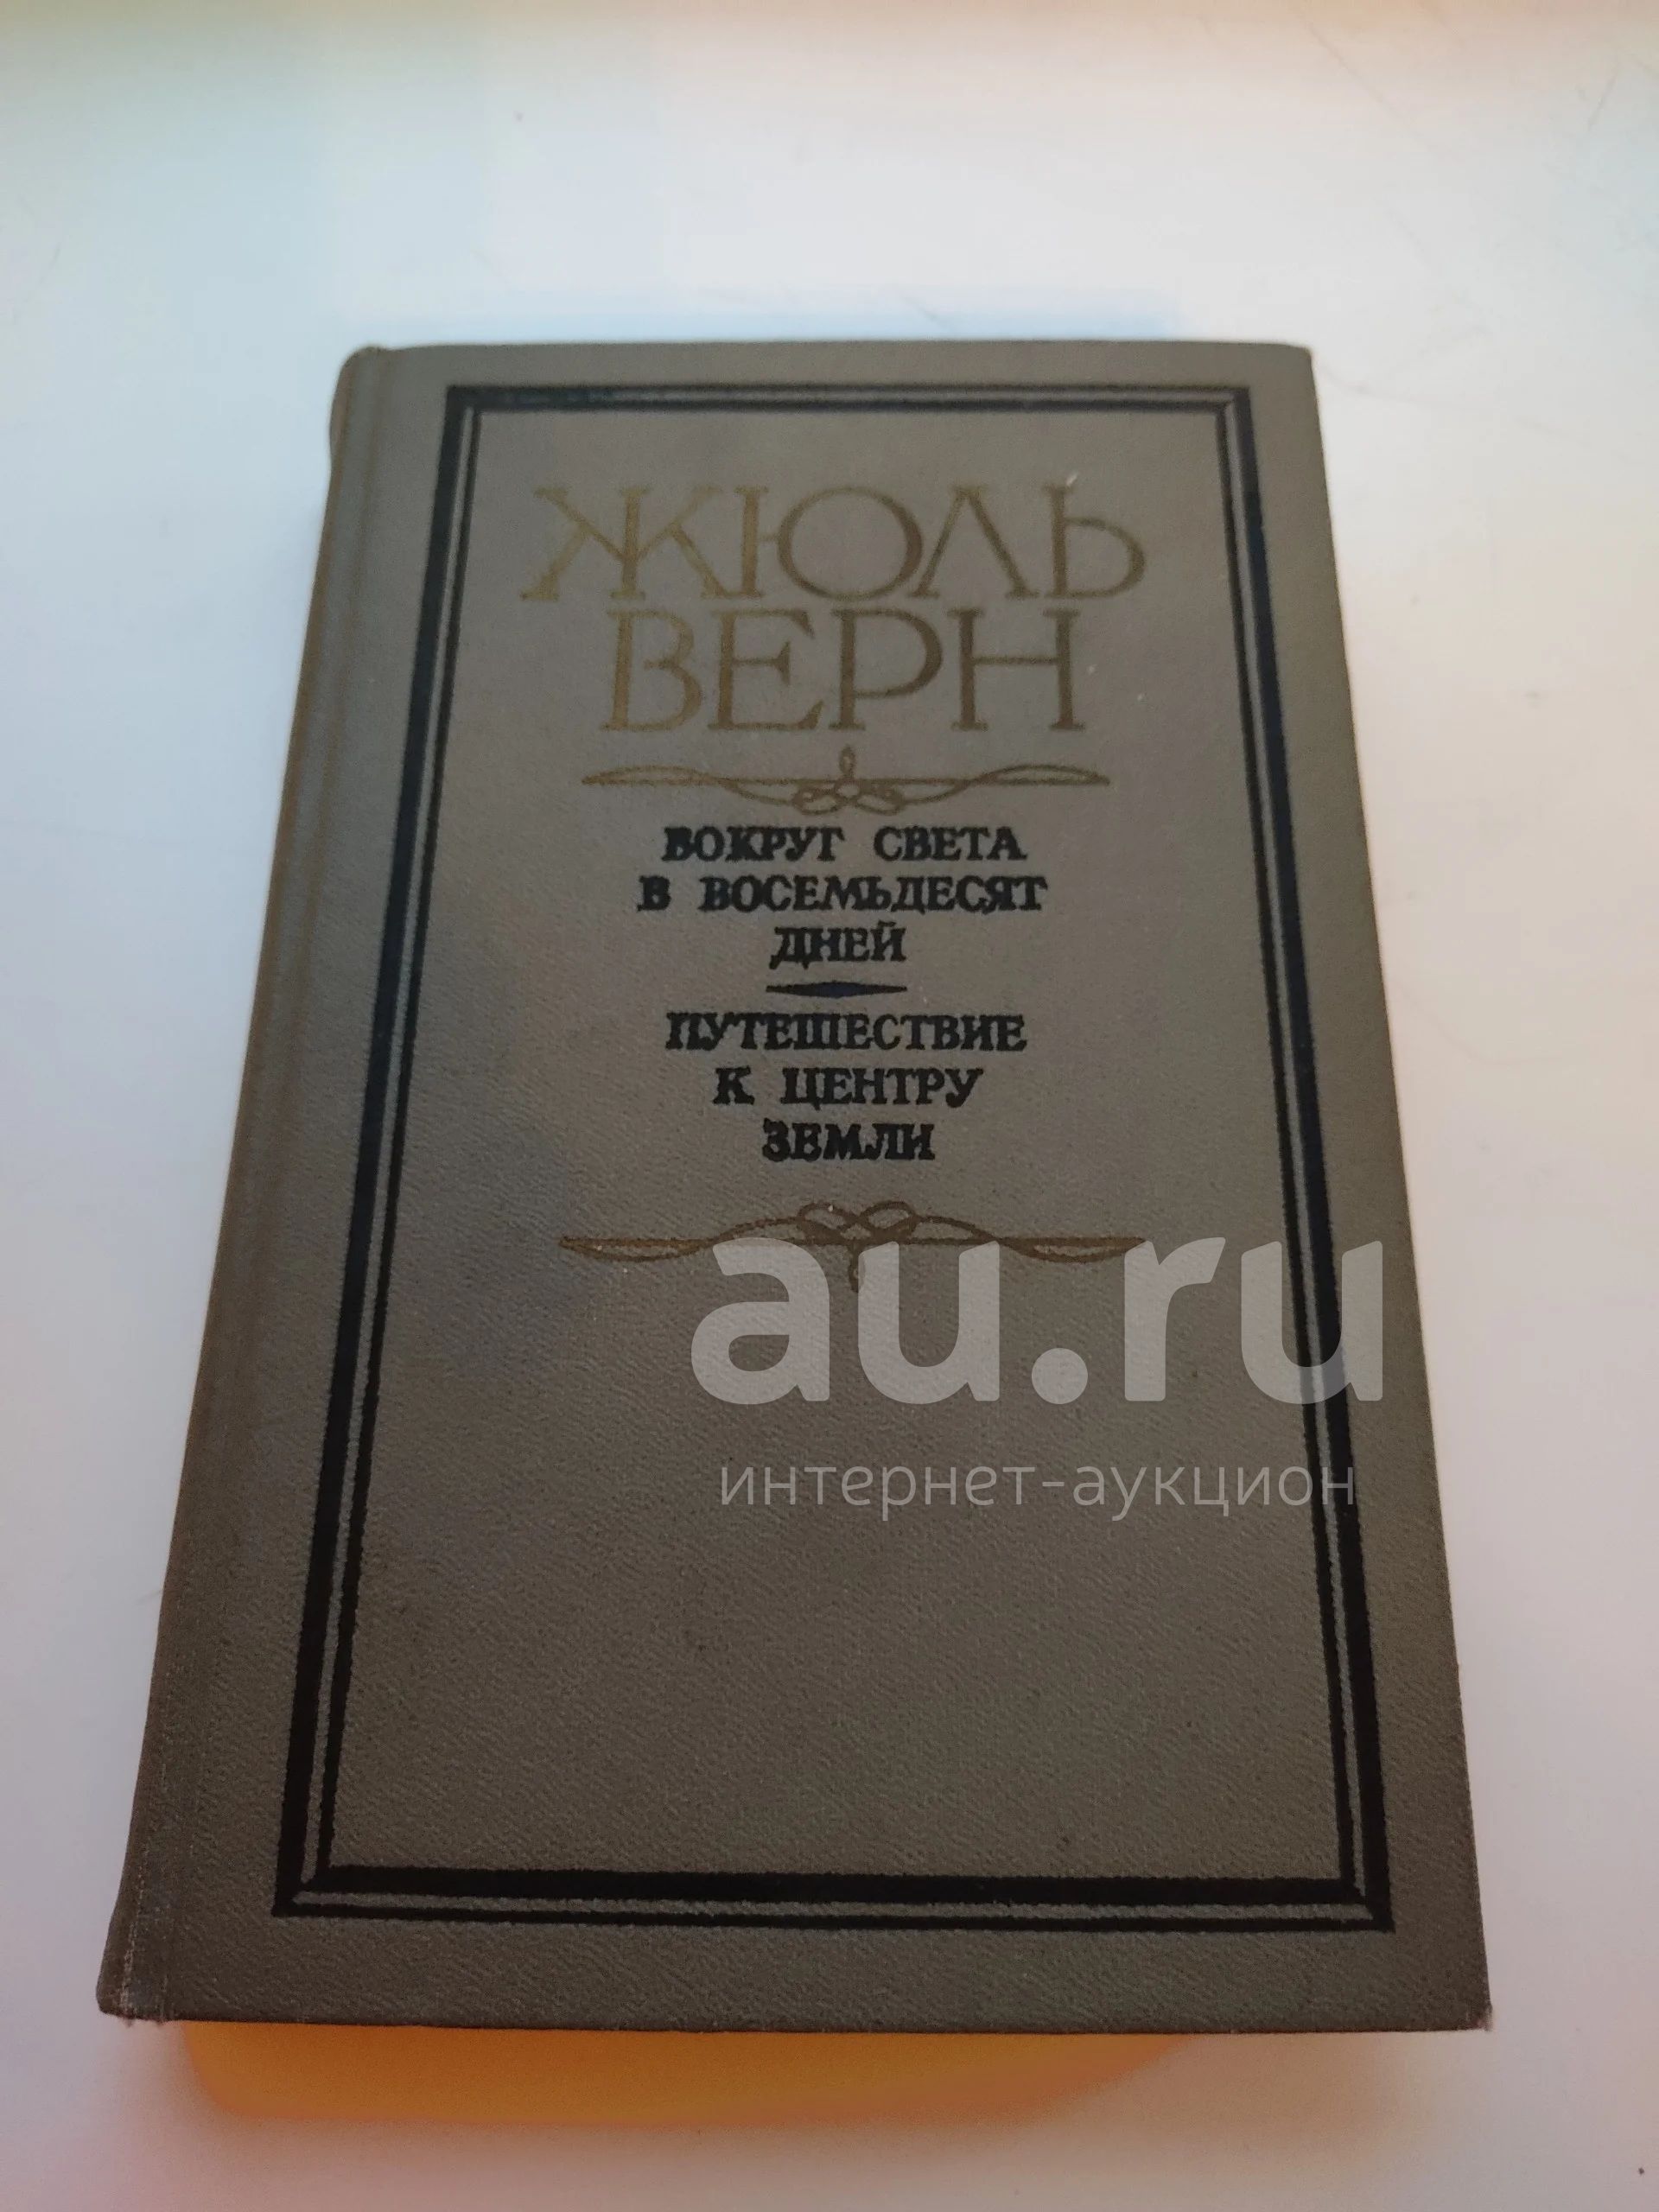 ЖЮЛЬ
ВЕРН
ВОКРУГ СВЕТА
В ВОСЕМЬДЕСЯТ
ДНЕЙ
ПУТЕШЕСТВИЕ
К ЦЕНТРУ
ЗЕМЛИ
au.ru
интернет-аукцион